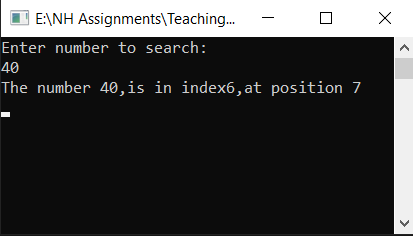 E:\NH Assignments\Teaching...
Enter number to search:
40
The number 40,is in index6,at position 7